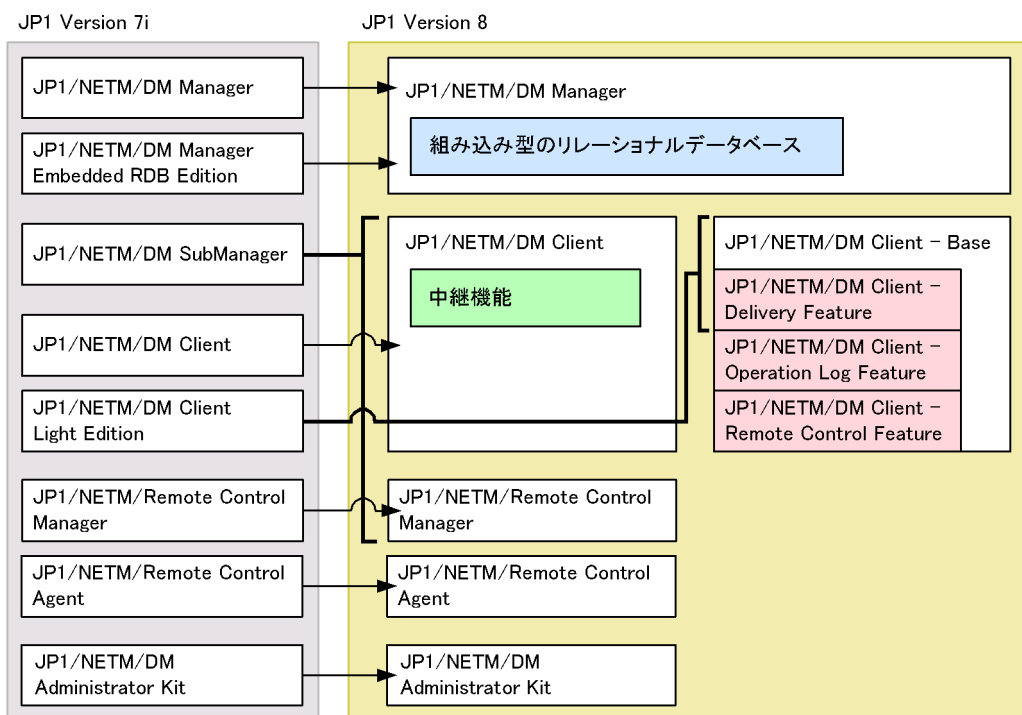 JP1 Version 7i
JP1/NETM/DM Manager
JP1/NETM/DM Manager
Embedded RDB Edition
JP1/NETM/DM SubManager
JP1/NETM/DM Client
JP1/NETM/DM Client
Light Edition
JP1/NETM/Remote Control
Manager
JP1/NETM/Remote Control
Agent
JP1/NETM/DM
Administrator Kit
JP1 Version 8
JP1/NETM/DM Manager
組み込み型のリレーショナルデータベース
JP1/NETM/DM Client
中継機能
JP1/NETM/DM Client - Base
JP1/NETM/DM Client -
Delivery Feature
JP1/NETM/DM Client -
Operation Log Feature
JP1/NETM/DM Client -
Remote Control Feature
JP1/NETM/Remote Control
Manager
JP1/NETM/Remote Control
Agent
JP1/NETM/DM
Administrator Kit